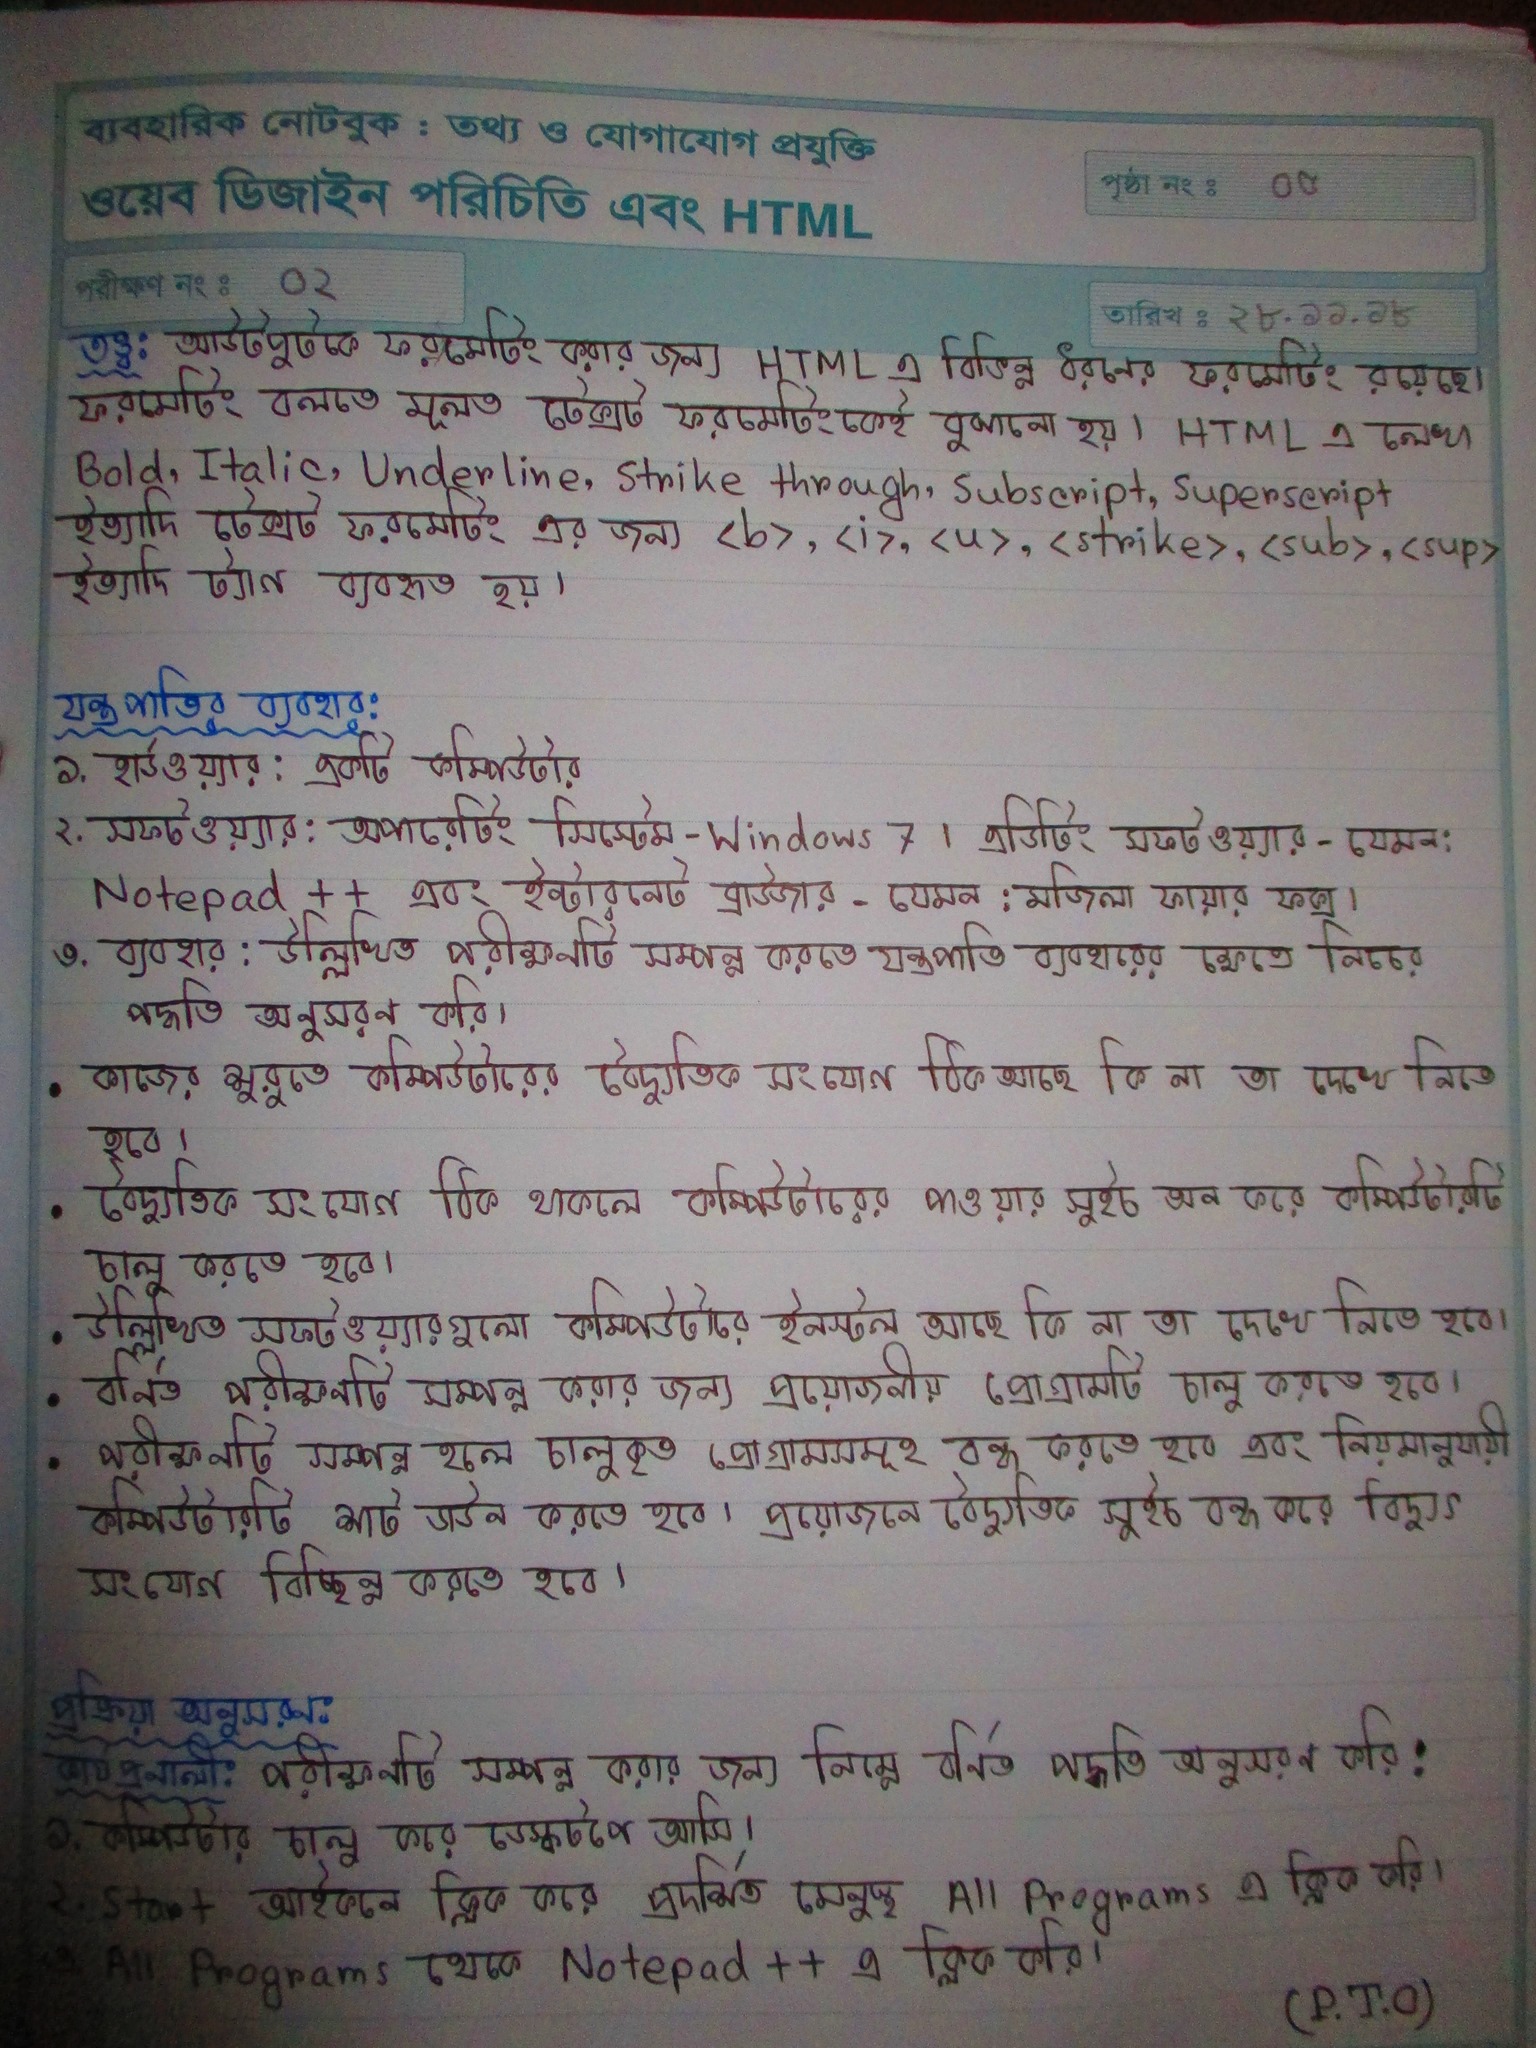 ব্যবহারিক নোটবুক : তথ্য ও যোগাযোগ প্রযুক্তি
ওয়েব ডিজাইন পরিচিতি এবং HTML
পৃষ্ঠা নং :
পরীক্ষণ নং : ০২
তারিখ : ২৮.১১.১৮
তত্ত্ব: আউটপুটকে ফরমেটিং করার জন্য HTML এ বিভিন্ন ধরনের ফরমেটিং রয়েছে।
ফরমেটিং বলতে মূলত টেক্সট ফরমেটিংকেই বুঝানো হয়। HTML এ লেখা
Bold, Italic, Underline, Strike through, Subscript, Superscript
ইত্যাদি টেক্সট ফরমেটিং এর জন্য <b>, <i>, <u>, <strike>, <sub>, <sup>
ইত্যাদি ট্যাগ ব্যবহৃত হয়।
যন্ত্রপাতির ব্যবহার:
১. হার্ডওয়্যার : একটি কম্পিউটার
২. সফটওয়্যার : অপারেটিং সিস্টেম - Windows 7 । এডিটিং সফটওয়্যার - যেমন:
Notepad ++ এবং ইন্টারনেট ব্রাউজার - যেমন : মজিলা ফায়ার ফক্স।
৩. ব্যবহার : উল্লিখিত পরীক্ষনটি সম্পন্ন করতে যন্ত্রপাতি ব্যবহারের ক্ষেত্রে নিচের
পদ্ধতি অনুসরণ করি।
• কাজের শুরুতে কম্পিউটারের বৈদ্যুতিক সংযোগ ঠিক আছে কি না তা দেখে নিতে
হবে।
• বৈদ্যুতিক সংযোগ ঠিক থাকলে কম্পিউটারের পাওয়ার সুইচ অন করে কম্পিউটারটি
চালু করতে হবে।
• উল্লিখিত সফটওয়্যারগুলো কম্পিউটারে ইনস্টল আছে কি না তা দেখে নিতে হবে।
• বর্নিত পরীক্ষনটি সম্পন্ন করার জন্য প্রয়োজনীয় প্রোগ্রামটি চালু করতে হবে।
• পরীক্ষনটি সম্পন্ন হলে চালুকৃত প্রোগ্রামসমূহ বন্ধ করতে হবে এবং নিয়মানুযায়ী
কম্পিউটারটি শাট ডাউন করতে হবে। প্রয়োজনে বৈদ্যুতিক সুইচ বন্ধ করে বিদ্যুৎ
সংযোগ বিচ্ছিন্ন করতে হবে।
প্রক্রিয়া অনুসরণ:
কার্যপ্রনালী: পরীক্ষনটি সম্পন্ন করার জন্য নিম্নে বর্নিত পদ্ধতি অনুসরণ করি :
১. কম্পিউটার চালু করে ডেস্কটপে আসি।
২. Start আইকনে ক্লিক করে প্রদর্শিত মেনুস্থ All Programs এ ক্লিক করি।
৩. All Programs থেকে Notepad ++ এ ক্লিক করি।
(P.T.O)